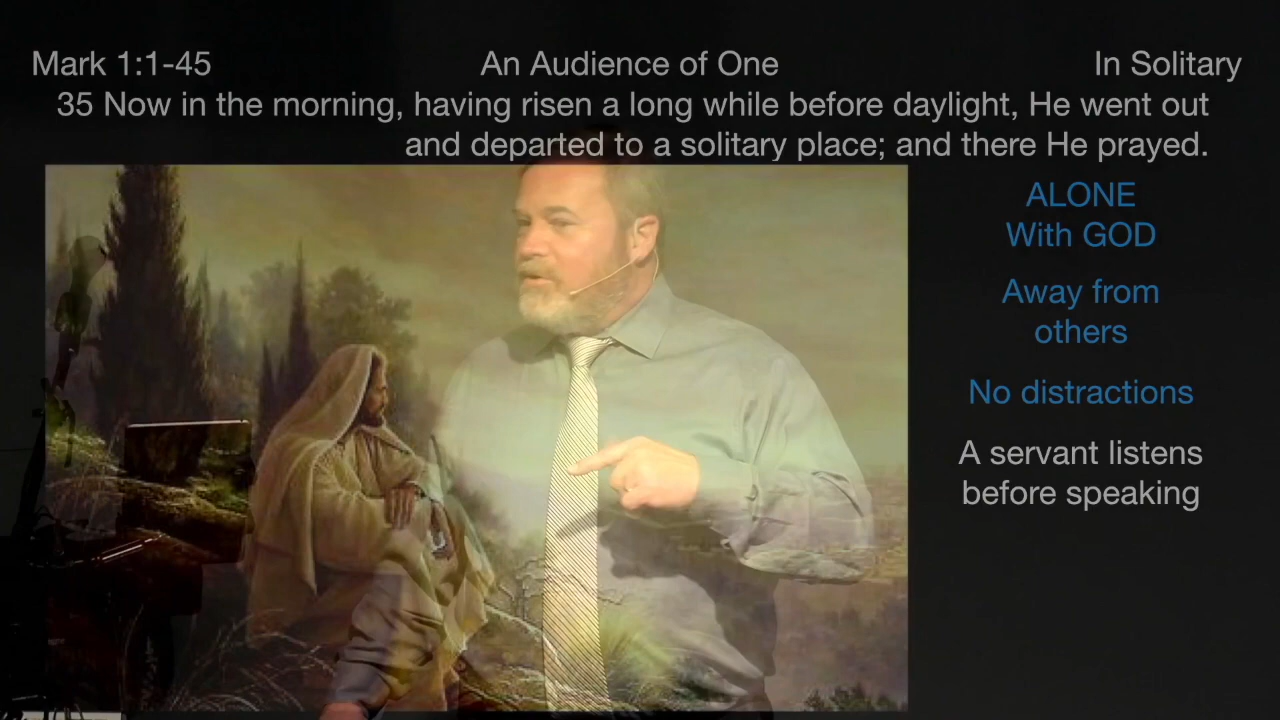 Mark 1:1-45 An Audience of One In Solitary
35 Now in the morning, having risen a long while before daylight, He went out
and departed to a solitary place; and there He prayed.
ALONE
With GOD
Away from
others
No distractions
A servant listens
before speaking